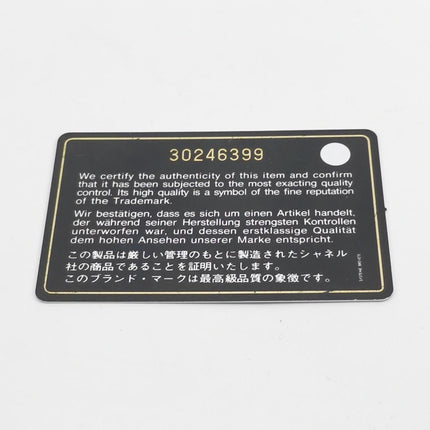 30246399
We certify the authenticity of this item and confirm
that it has been subjected to the most exacting quality
control. Its high quality is a symbol of the fine reputation
of the Trademark.
Wir bestätigen, dass es sich um einen Artikel handelt,
der während seiner Herstellung strengsten Kontrollen
unterworfen war, und dessen erstklassige Qualität
dem hohen Ansehen unserer Marke entspricht.
この製品は厳しい管理のもとに製造されたシャネル
社の商品であることを証明いたします。
このブランド・マークは最高級品質の象徴です。